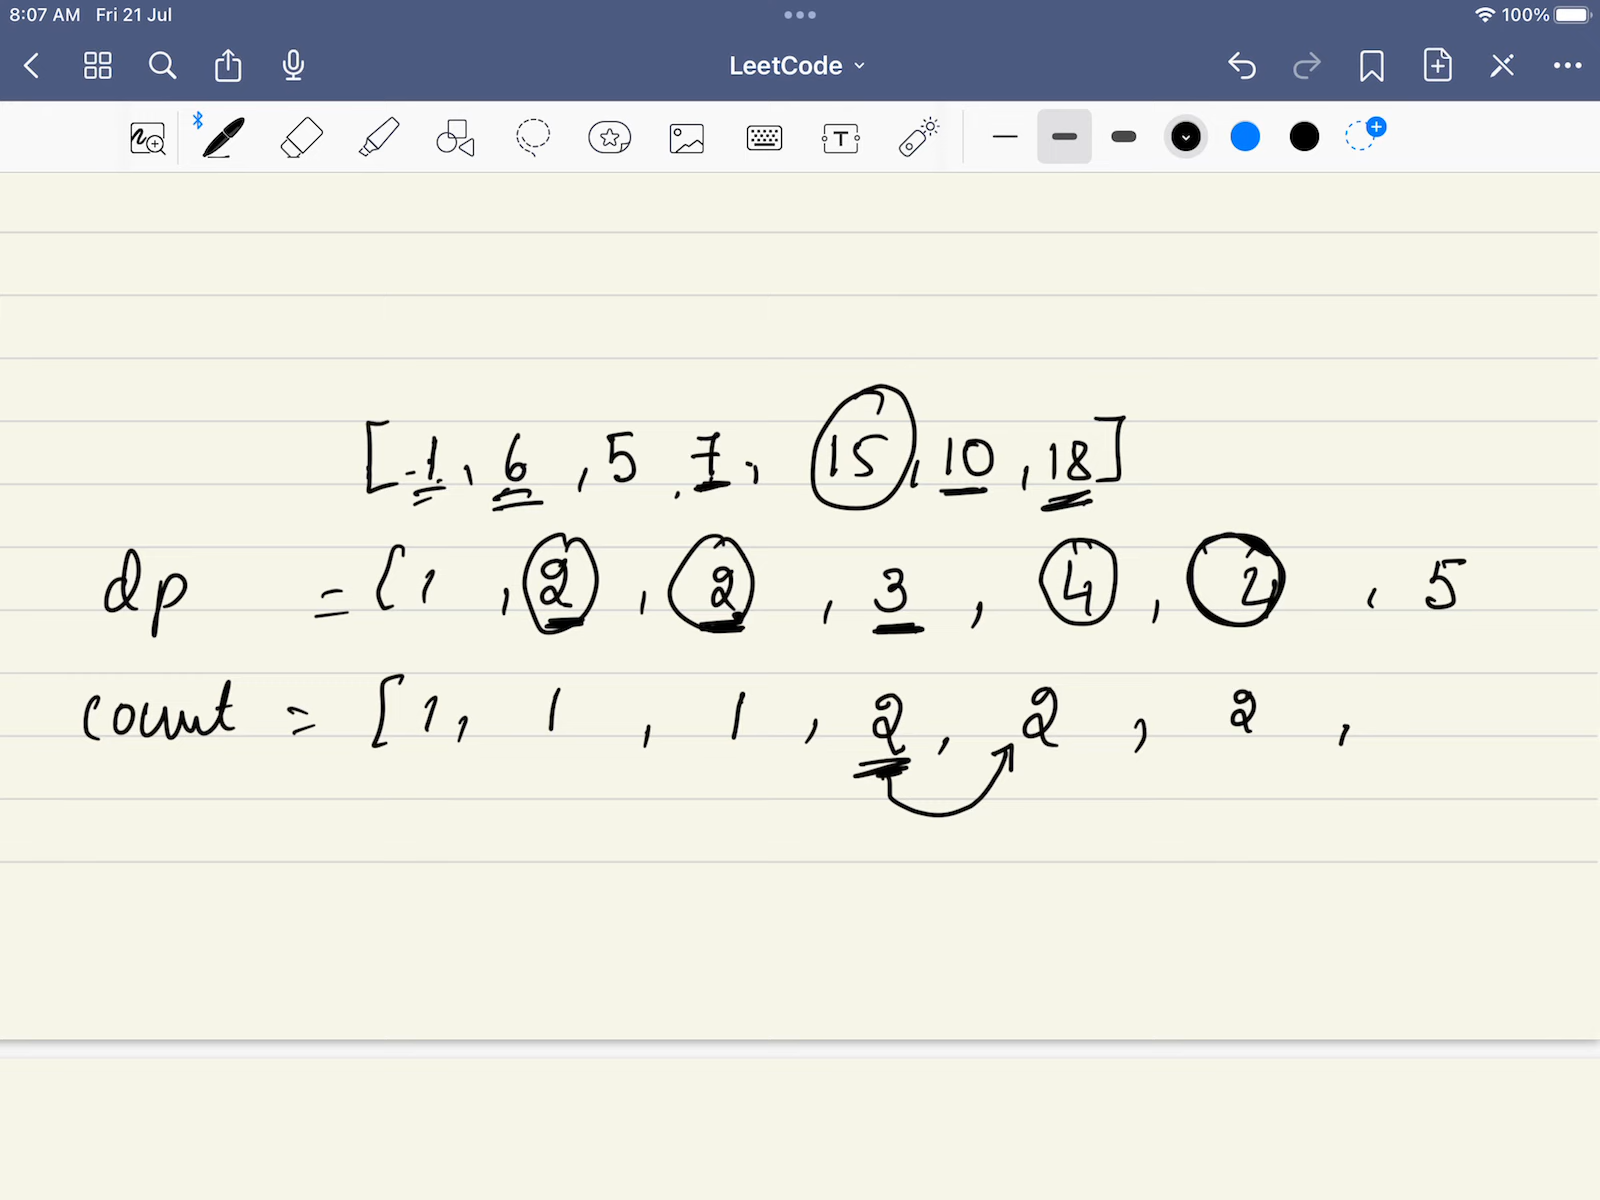 8:07 AM Fri 21 Jul 100%
LeetCode
T
[-1, 6, 5, 7, 15, 10, 18]
dp = [1, 2, 2, 3, 4, 4, 5
count = [1, 1, 1, 2, 2, 2,